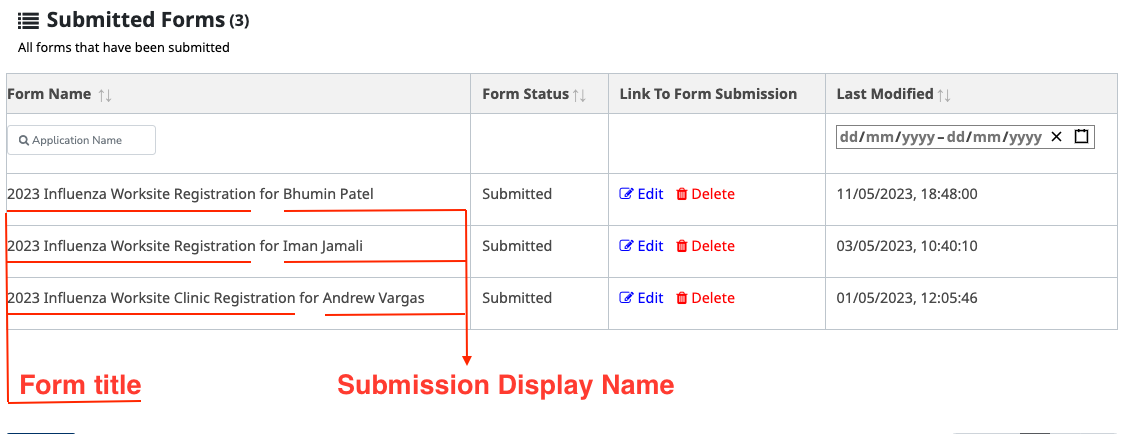 Submitted Forms (3)
All forms that have been submitted
Form Name Form Status Link To Form Submission Last Modified
Application Name dd/mm/yyyy – dd/mm/yyyy
2023 Influenza Worksite Registration for Bhumin Patel Submitted Edit Delete 11/05/2023, 18:48:00
2023 Influenza Worksite Registration for Iman Jamali Submitted Edit Delete 03/05/2023, 10:40:10
2023 Influenza Worksite Clinic Registration for Andrew Vargas Submitted Edit Delete 01/05/2023, 12:05:46
Form title Submission Display Name